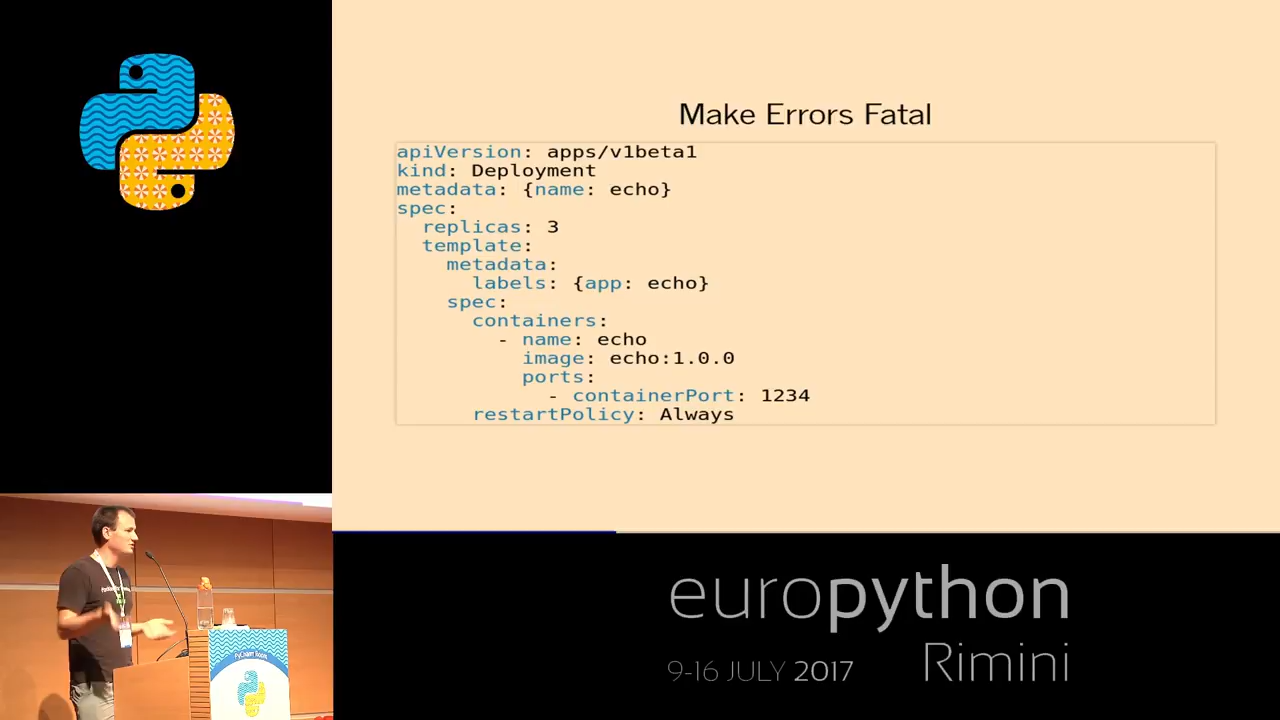 Make Errors Fatal
apiVersion: apps/v1beta1
kind: Deployment
metadata: {name: echo}
spec:
  replicas: 3
  template:
    metadata:
      labels: {app: echo}
    spec:
      containers:
        - name: echo
          image: echo:1.0.0
          ports:
            - containerPort: 1234
      restartPolicy: Always
europython
9-16 JULY 2017 Rimini